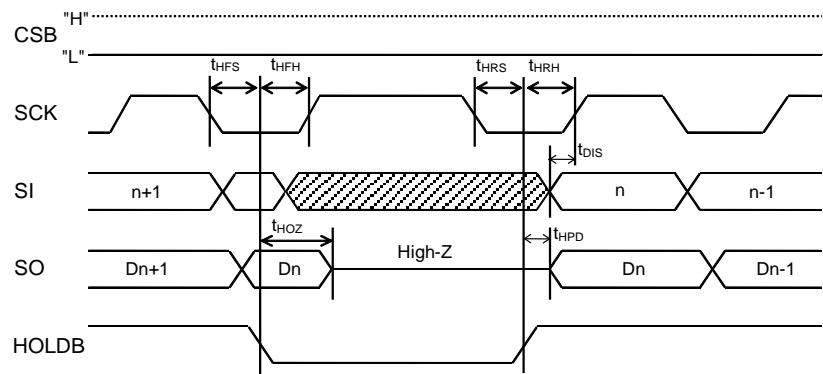 "H"
CSB
"L"
tHFS tHFH tHRS tHRH
SCK
tDIS
SI n+1 n n-1
tHOZ tHPD
High-Z
SO Dn+1 Dn Dn Dn-1
HOLDB